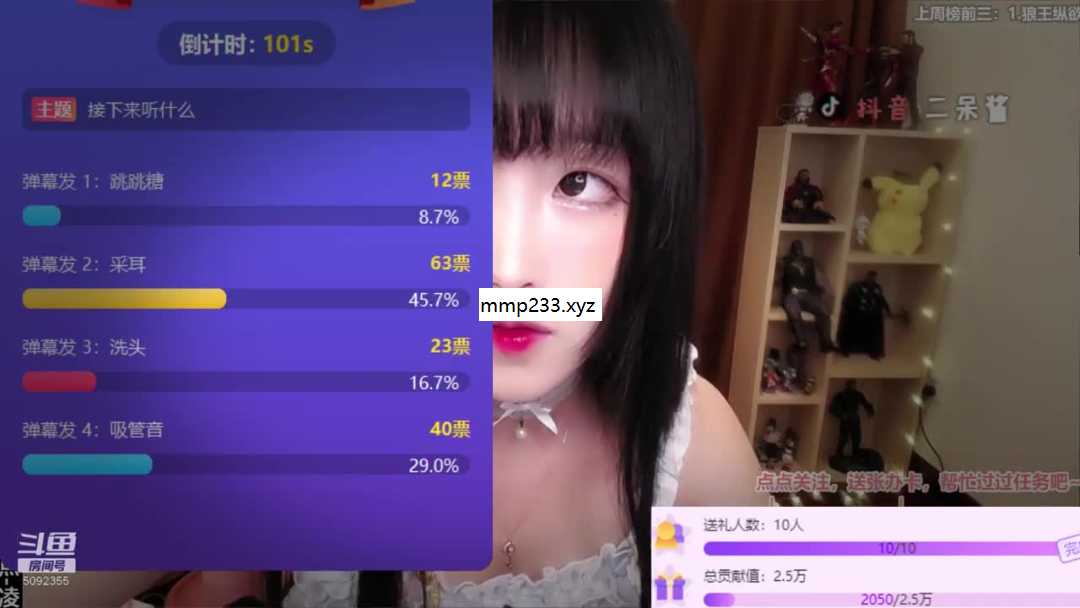 倒计时：101s
主题 接下来听什么
弹幕发 1：跳跳糖 12票
8.7%
弹幕发 2：采耳 63票
45.7%
弹幕发 3：洗头 23票
16.7%
弹幕发 4：吸管音 40票
29.0%
斗鱼
房间号
5092355
凌
mmp233.xyz
上周榜前三：1.狼王纵欲
抖音 二呆酱
点点关注，送张办卡，帮忙过过任务吧~
送礼人数：10人
10/10
总贡献值：2.5万
2050/2.5万